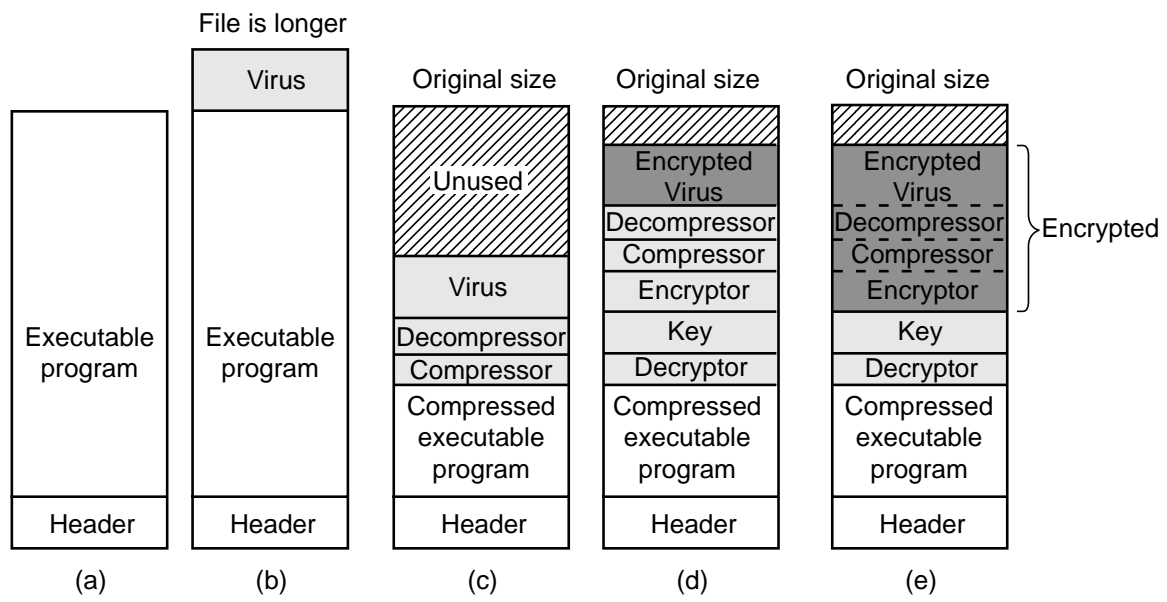 File is longer
Virus
Executable
program
Header
(a)
Executable
program
Header
(b)
Original size
Unused
Virus
Decompressor
Compressor
Compressed
executable
program
Header
(c)
Original size
Encrypted
Virus
Decompressor
Compressor
Encryptor
Key
Decryptor
Compressed
executable
program
Header
(d)
Original size
Encrypted
Virus
Decompressor
Compressor
Encryptor
Key
Decryptor
Compressed
executable
program
Header
(e)
Encrypted